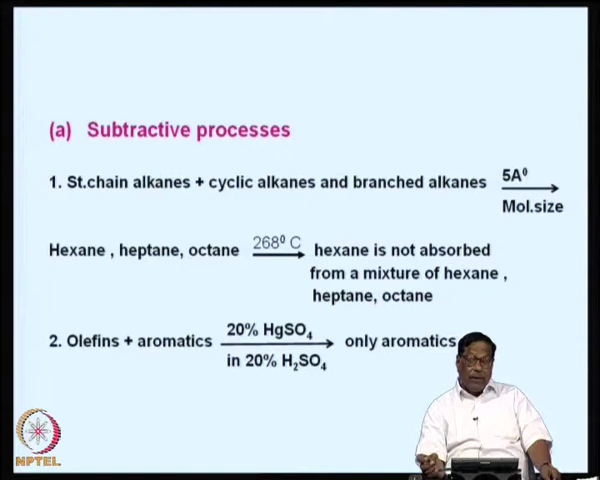 (a) Subtractive processes
1. St.chain alkanes + cyclic alkanes and branched alkanes 5A⁰
Mol.size
Hexane , heptane, octane 268⁰ C hexane is not absorbed
from a mixture of hexane ,
heptane, octane
2. Olefins + aromatics 20% HgSO₄ only aromatics
in 20% H₂SO₄
NPTEL